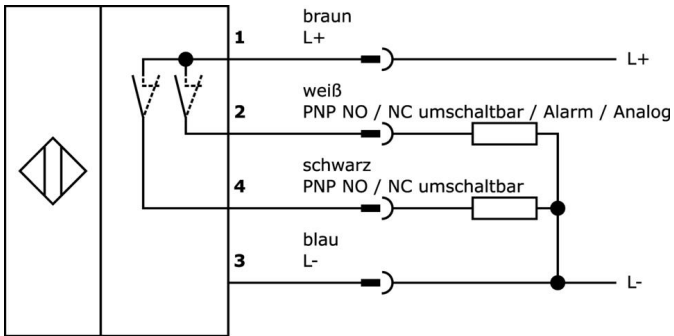 braun
1 L+
L+
weiß
2 PNP NO / NC umschaltbar / Alarm / Analog
schwarz
4 PNP NO / NC umschaltbar
blau
3 L-
L-